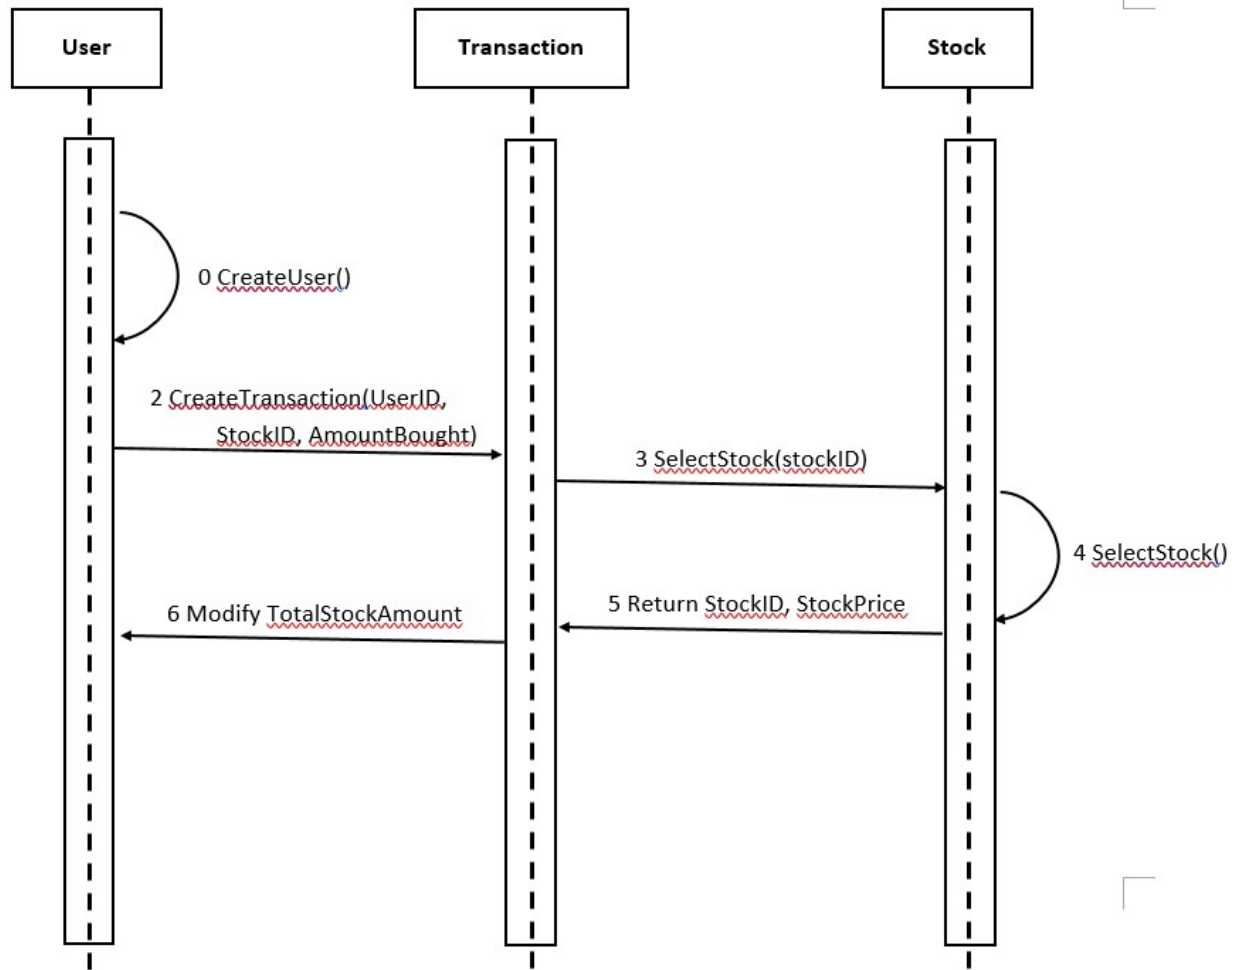 User
Transaction
Stock
0 CreateUser()
2 CreateTransaction(UserID,
StockID, AmountBought)
3 SelectStock(stockID)
4 SelectStock()
5 Return StockID, StockPrice
6 Modify TotalStockAmount